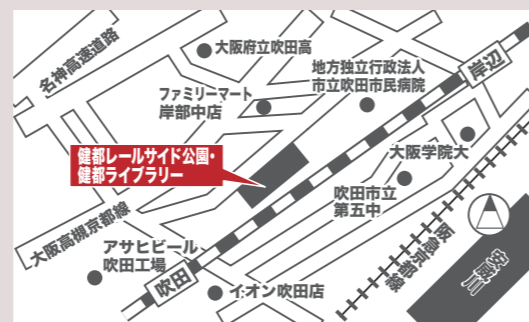 名神高速道路
大阪府立吹田高
地方独立行政法人
市立吹田市民病院
岸辺
ファミリーマート
岸部中店
健都レールサイド公園・
健都ライブラリー
大阪学院大
吹田市立
第五中
大阪高槻京都線
アサヒビール
吹田工場
吹田
イオン吹田店
阪急京都線
安威川